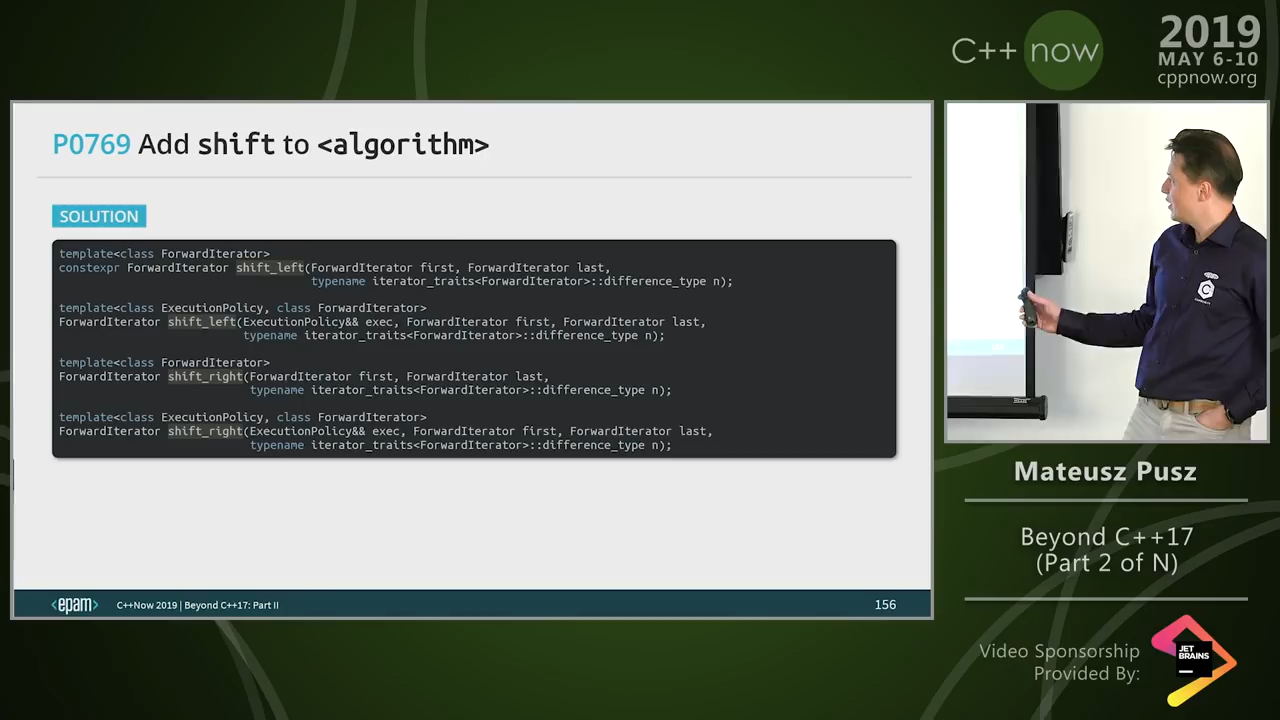 C++ now
2019
MAY 6-10
cppnow.org
P0769 Add shift to <algorithm>
SOLUTION
template<class ForwardIterator>
constexpr ForwardIterator shift_left(ForwardIterator first, ForwardIterator last,
typename iterator_traits<ForwardIterator>::difference_type n);
template<class ExecutionPolicy, class ForwardIterator>
ForwardIterator shift_left(ExecutionPolicy&& exec, ForwardIterator first, ForwardIterator last,
typename iterator_traits<ForwardIterator>::difference_type n);
template<class ForwardIterator>
ForwardIterator shift_right(ForwardIterator first, ForwardIterator last,
typename iterator_traits<ForwardIterator>::difference_type n);
template<class ExecutionPolicy, class ForwardIterator>
ForwardIterator shift_right(ExecutionPolicy&& exec, ForwardIterator first, ForwardIterator last,
typename iterator_traits<ForwardIterator>::difference_type n);
<epam> C++Now 2019 | Beyond C++17: Part II 156
Mateusz Pusz
Beyond C++17
(Part 2 of N)
Video Sponsorship
Provided By:
JET
BRAINS